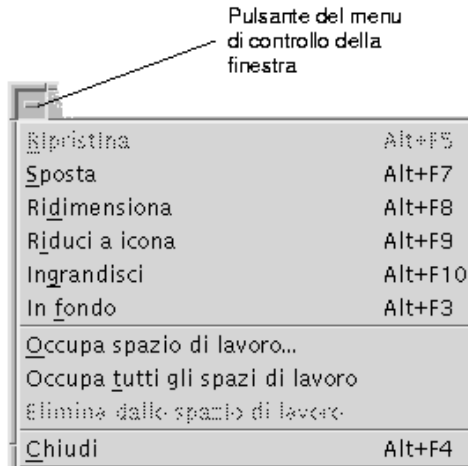 Pulsante del menu
di controllo della
finestra
Ripristina Alt+F5
Sposta Alt+F7
Ridimensiona Alt+F8
Riduci a icona Alt+F9
Ingrandisci Alt+F10
In fondo Alt+F3
Occupa spazio di lavoro...
Occupa tutti gli spazi di lavoro
Elimina dallo spazio di lavoro
Chiudi Alt+F4